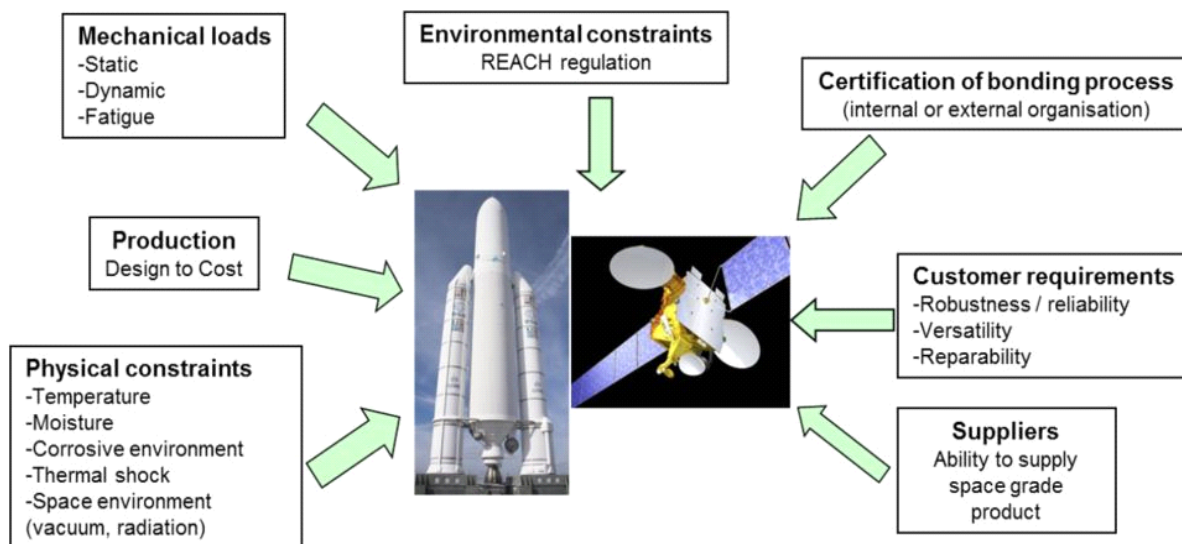 Mechanical loads
-Static
-Dynamic
-Fatigue
Environmental constraints
REACH regulation
Certification of bonding process
(internal or external organisation)
Production
Design to Cost
Customer requirements
-Robustness / reliability
-Versatility
-Reparability
Physical constraints
-Temperature
-Moisture
-Corrosive environment
-Thermal shock
-Space environment
(vacuum, radiation)
Suppliers
Ability to supply
space grade
product